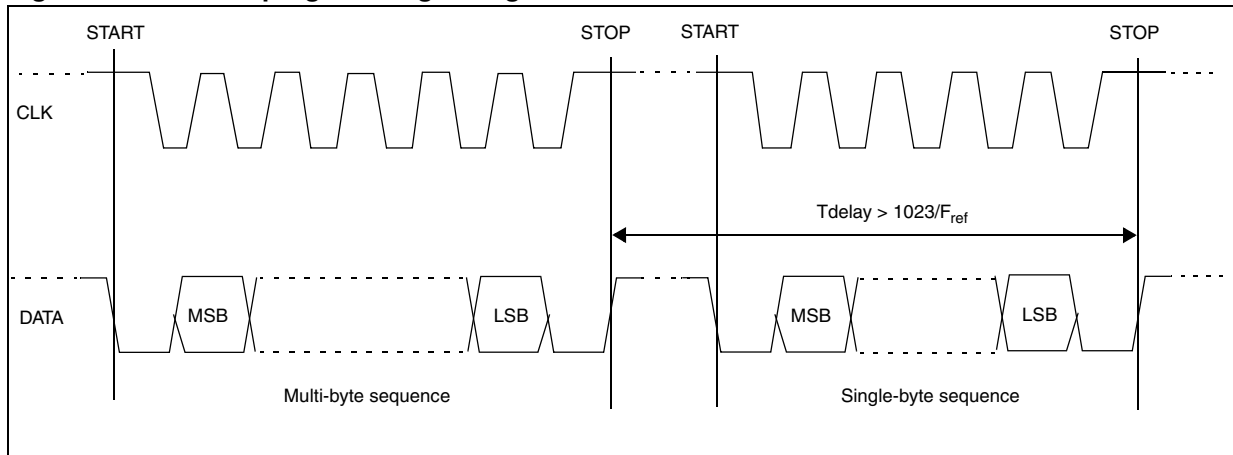 START STOP START STOP
CLK
Tdelay > 1023/Fref
DATA MSB LSB MSB LSB
Multi-byte sequence Single-byte sequence